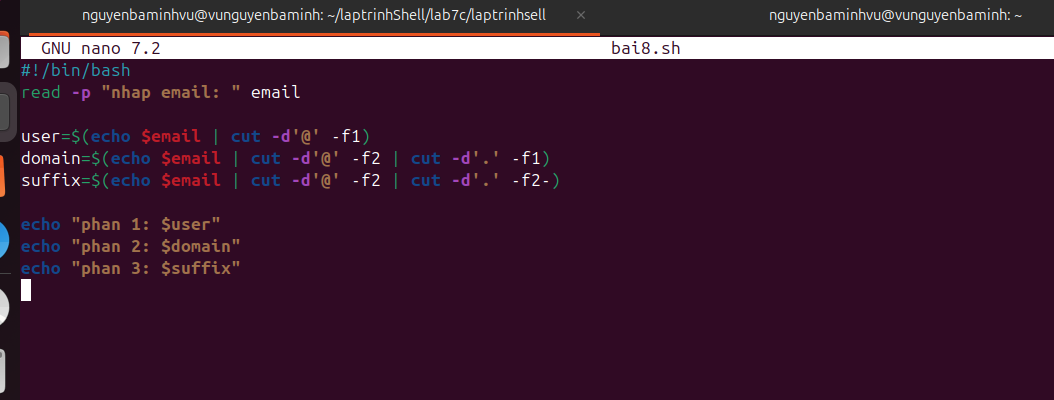 nguyenbaminhvu@vunguyenbaminh: ~/laptrinhShell/lab7c/laptrinhsell × nguyenbaminhvu@vunguyenbaminh: ~
GNU nano 7.2 bai8.sh
#!/bin/bash
read -p "nhap email: " email
user=$(echo $email | cut -d'@' -f1)
domain=$(echo $email | cut -d'@' -f2 | cut -d'.' -f1)
suffix=$(echo $email | cut -d'@' -f2 | cut -d'.' -f2-)
echo "phan 1: $user"
echo "phan 2: $domain"
echo "phan 3: $suffix"